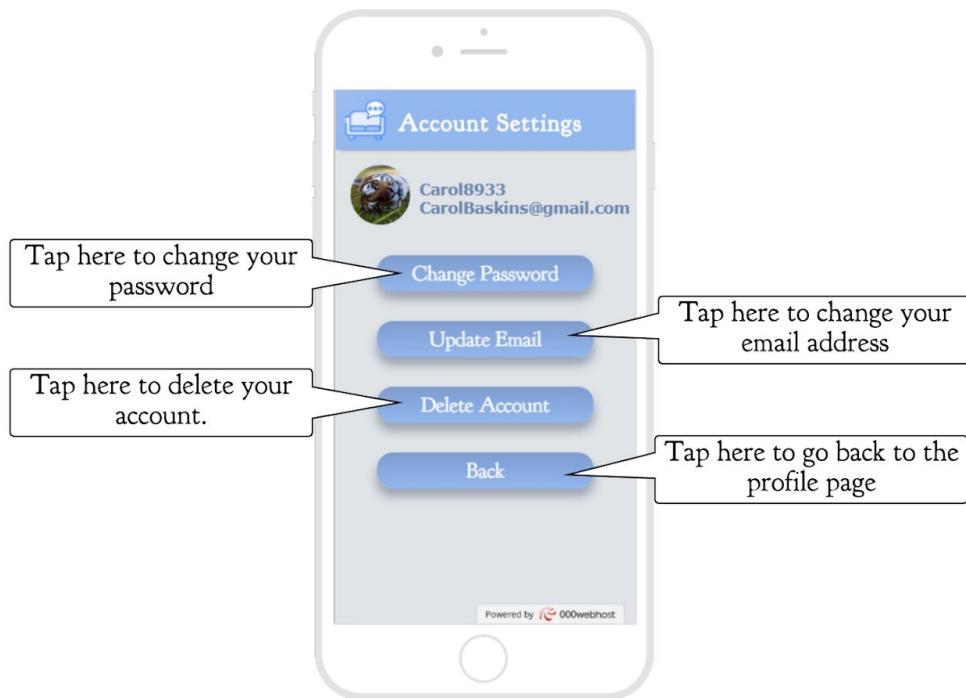 Account Settings
Carol8933
CarolBaskins@gmail.com
Tap here to change your
password
Change Password
Update Email
Tap here to change your
email address
Tap here to delete your
account.
Delete Account
Back
Tap here to go back to the
profile page
Powered by 000webhost